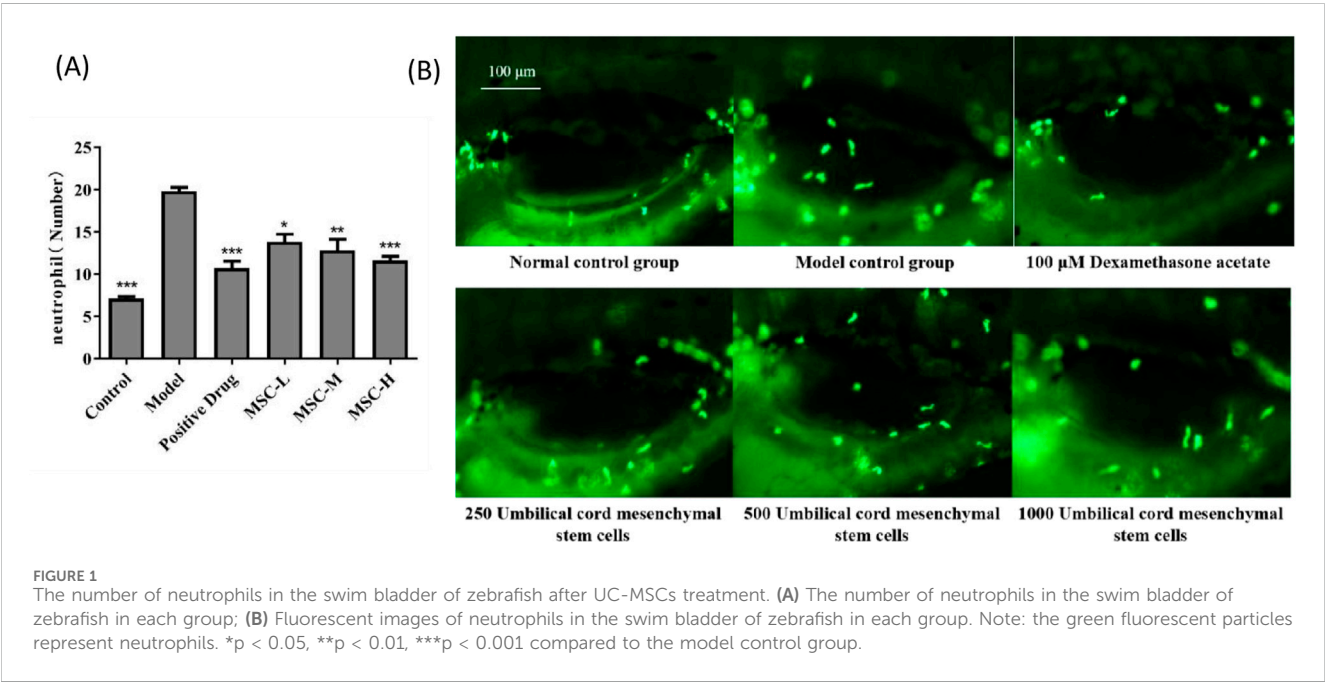 (A)
neutrophil( Number)
25
20
15
10
5
0
***
***
*
**
***
Control
Model
Positive Drug
MSC-L
MSC-M
MSC-H
(B)
100 μm
Normal control group
Model control group
100 μM Dexamethasone acetate
250 Umbilical cord mesenchymal
stem cells
500 Umbilical cord mesenchymal
stem cells
1000 Umbilical cord mesenchymal
stem cells
FIGURE 1
The number of neutrophils in the swim bladder of zebrafish after UC-MSCs treatment. (A) The number of neutrophils in the swim bladder of
zebrafish in each group; (B) Fluorescent images of neutrophils in the swim bladder of zebrafish in each group. Note: the green fluorescent particles
represent neutrophils. *p < 0.05, **p < 0.01, ***p < 0.001 compared to the model control group.